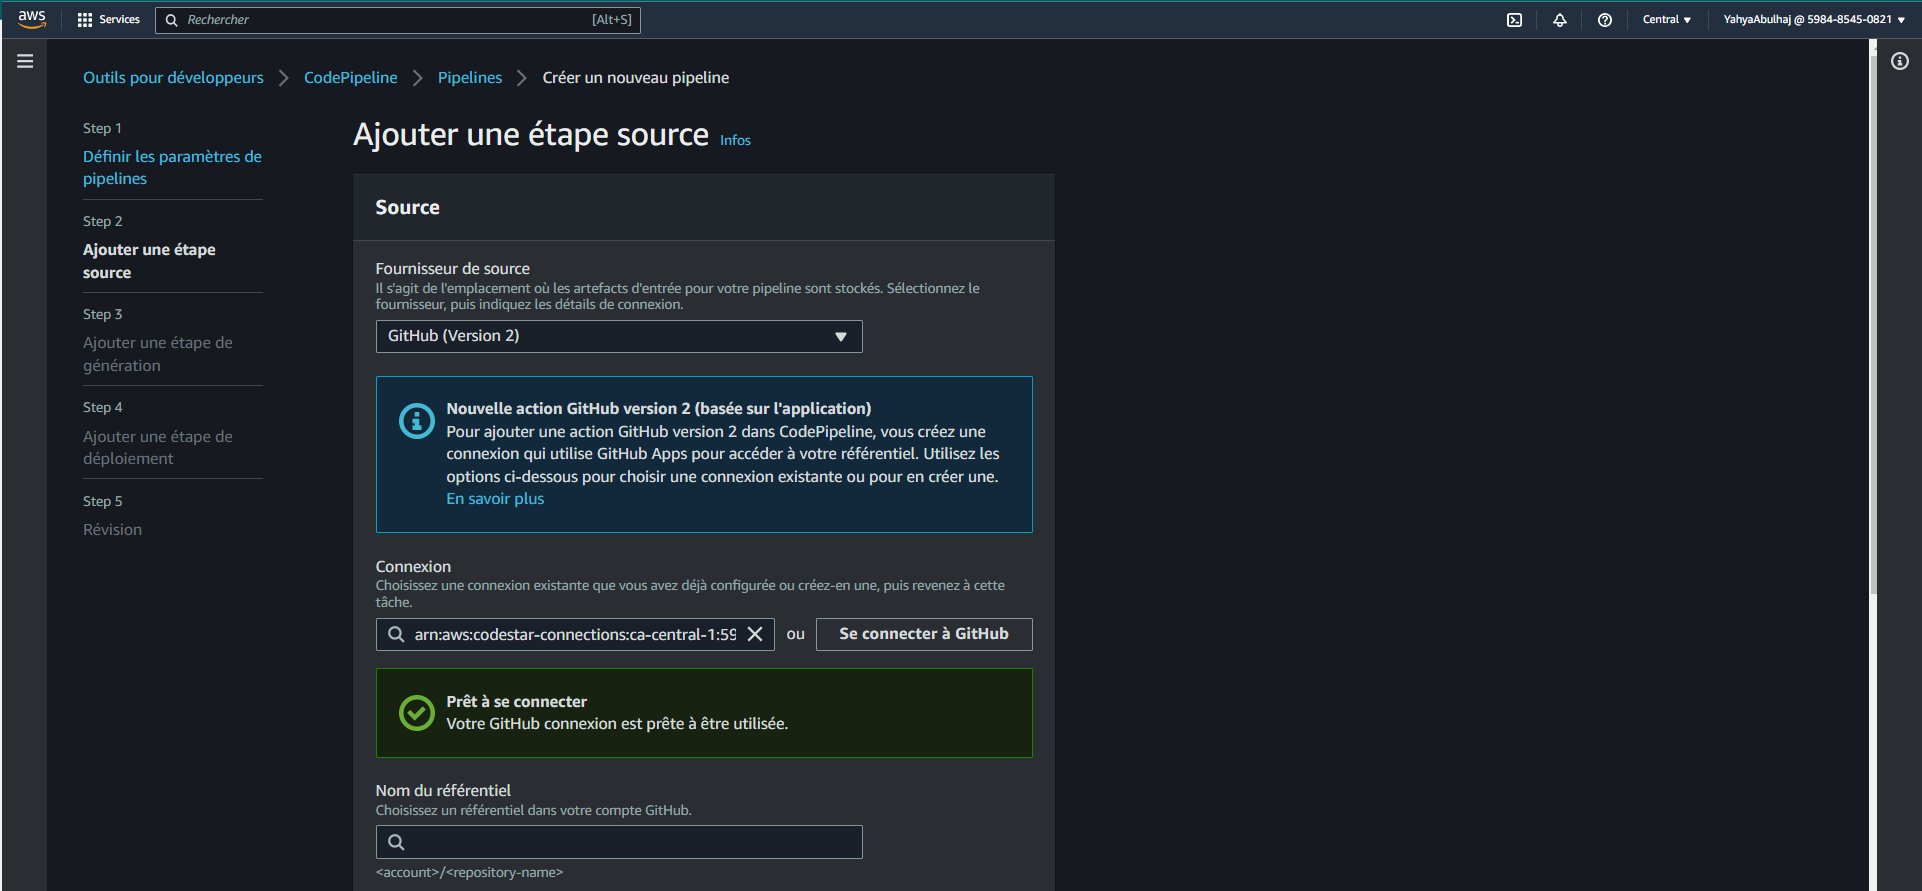 aws
Services
Rechercher
[Alt+S]
Central
YahyaAbulhaj @ 5984-8545-0821
Outils pour développeurs
CodePipeline
Pipelines
Créer un nouveau pipeline
Step 1
Définir les paramètres de
pipelines
Step 2
Ajouter une étape
source
Step 3
Ajouter une étape de
génération
Step 4
Ajouter une étape de
déploiement
Step 5
Révision
Ajouter une étape source Infos
Source
Fournisseur de source
Il s'agit de l'emplacement où les artefacts d'entrée pour votre pipeline sont stockés. Sélectionnez le
fournisseur, puis indiquez les détails de connexion.
GitHub (Version 2)
Nouvelle action GitHub version 2 (basée sur l'application)
Pour ajouter une action GitHub version 2 dans CodePipeline, vous créez une
connexion qui utilise GitHub Apps pour accéder à votre référentiel. Utilisez les
options ci-dessous pour choisir une connexion existante ou pour en créer une.
En savoir plus
Connexion
Choisissez une connexion existante que vous avez déjà configurée ou créez-en une, puis revenez à cette
tâche.
arn:aws:codestar-connections:ca-central-1:59
ou
Se connecter à GitHub
Prêt à se connecter
Votre GitHub connexion est prête à être utilisée.
Nom du référentiel
Choisissez un référentiel dans votre compte GitHub.
<account>/<repository-name>